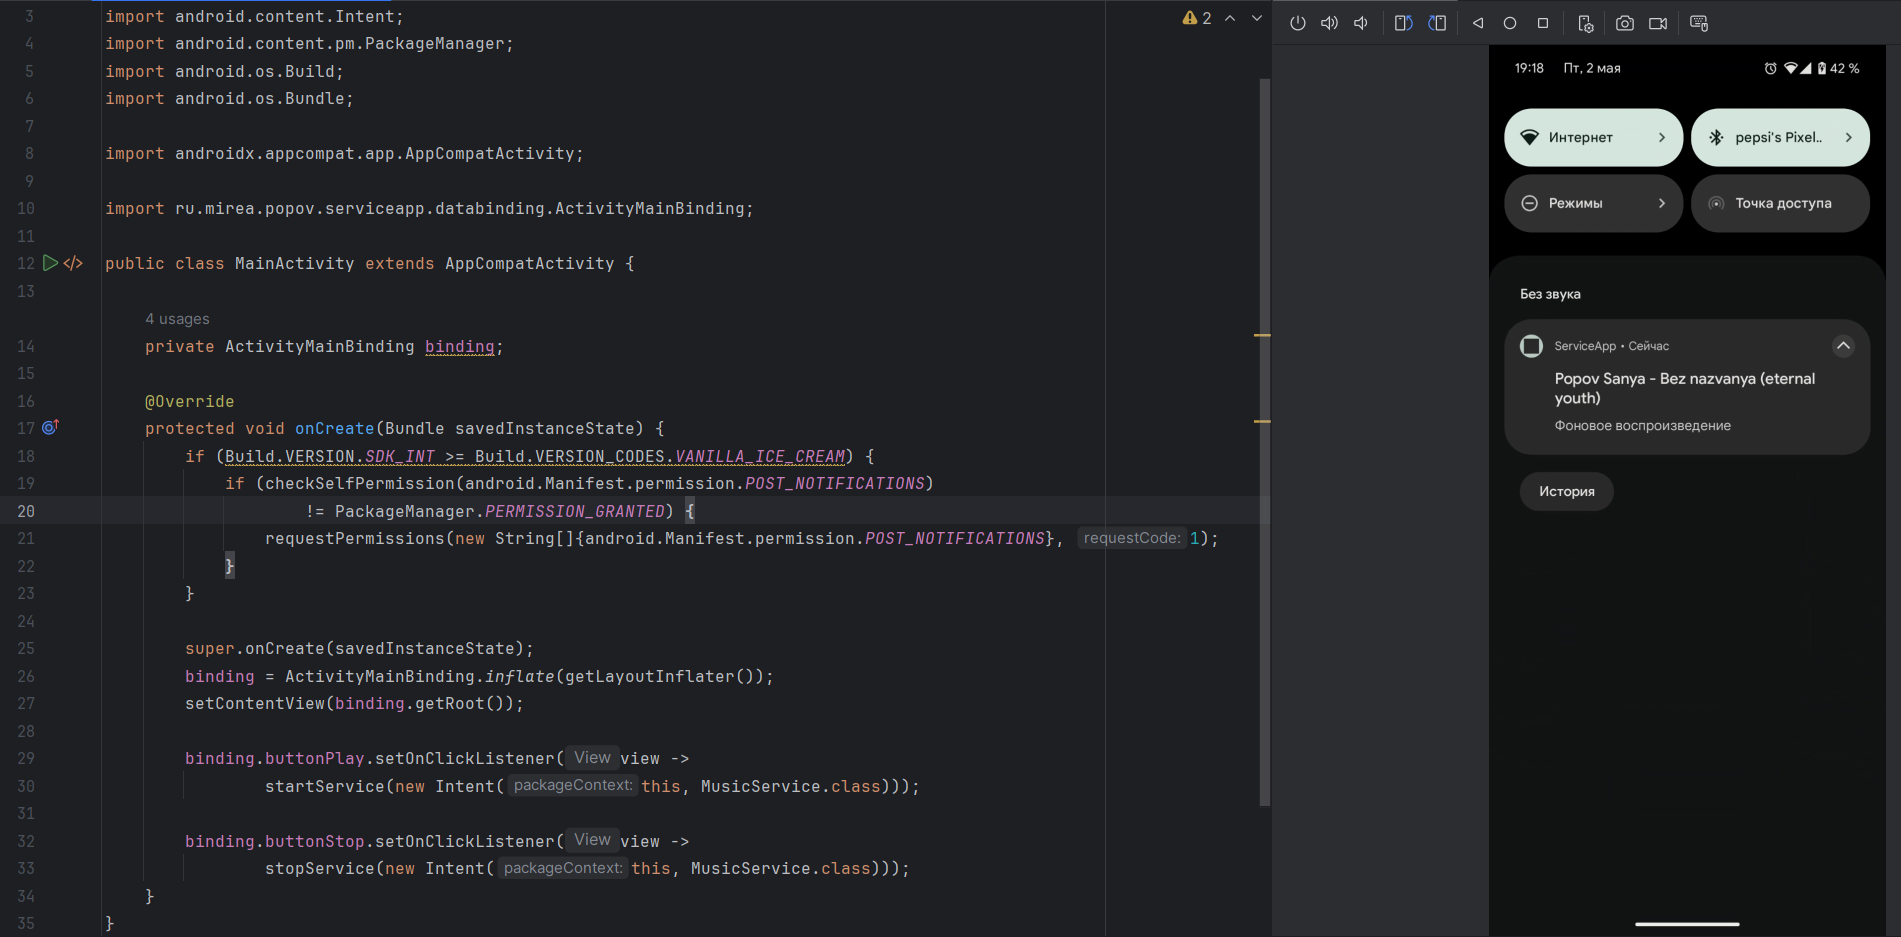 3 import android.content.Intent;
4 import android.content.pm.PackageManager;
5 import android.os.Build;
6 import android.os.Bundle;
7
8 import androidx.appcompat.app.AppCompatActivity;
9
10 import ru.mirea.popov.serviceapp.databinding.ActivityMainBinding;
11
12 public class MainActivity extends AppCompatActivity {
13
4 usages
14 private ActivityMainBinding binding;
15
16 @Override
17 protected void onCreate(Bundle savedInstanceState) {
18 if (Build.VERSION.SDK_INT >= Build.VERSION_CODES.VANILLA_ICE_CREAM) {
19 if (checkSelfPermission(android.Manifest.permission.POST_NOTIFICATIONS)
20 != PackageManager.PERMISSION_GRANTED) {
21 requestPermissions(new String[]{android.Manifest.permission.POST_NOTIFICATIONS}, requestCode: 1);
22 }
23 }
24
25 super.onCreate(savedInstanceState);
26 binding = ActivityMainBinding.inflate(getLayoutInflater());
27 setContentView(binding.getRoot());
28
29 binding.buttonPlay.setOnClickListener( View view ->
30 startService(new Intent( packageContext: this, MusicService.class)));
31
32 binding.buttonStop.setOnClickListener( View view ->
33 stopService(new Intent( packageContext: this, MusicService.class)));
34 }
35 }
2
19:18 Пт, 2 мая 42 %
Интернет pepsi's Pixel..
Режимы Точка доступа
Без звука
ServiceApp • Сейчас
Popov Sanya - Bez nazvanya (eternal
youth)
Фоновое воспроизведение
История